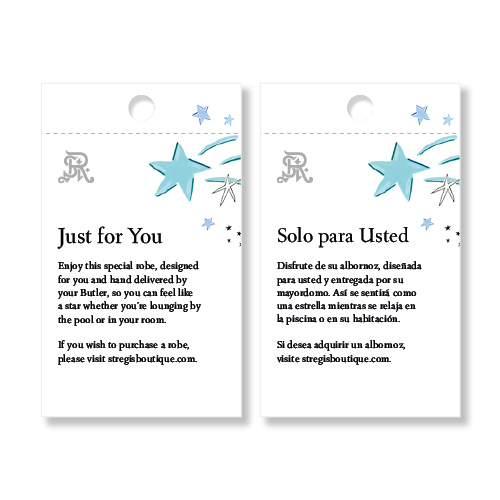 Just for You
Enjoy this special robe, designed
for you and hand delivered by
your Butler, so you can feel like
a star whether you're lounging by
the pool or in your room.
If you wish to purchase a robe,
please visit stregisboutique.com.
Solo para Usted
Disfrute de su albornoz, diseñada
para usted y entregada por su
mayordomo. Así se sentirá como
una estrella mientras se relaja en
la piscina o en su habitación.
Si desea adquirir un albornoz,
visite stregisboutique.com.